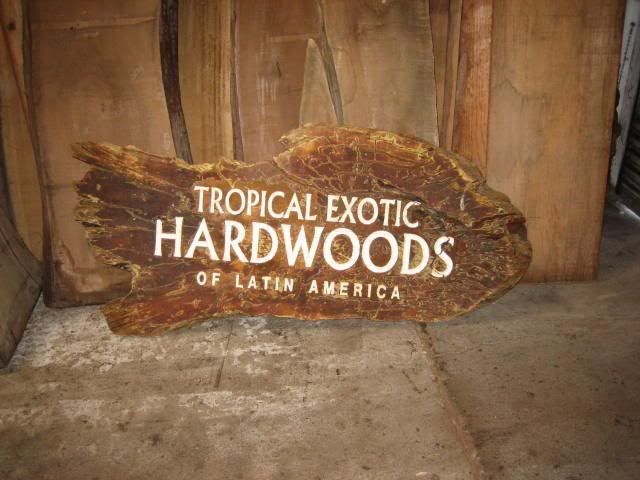 TROPICAL EXOTIC
HARDWOODS
OF LATIN AMERICA